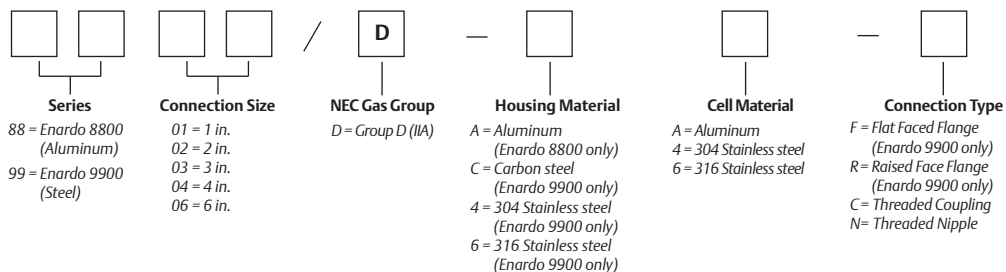 / D – –
Series
88 = Enardo 8800
(Aluminum)
99 = Enardo 9900
(Steel)
Connection Size
01 = 1 in.
02 = 2 in.
03 = 3 in.
04 = 4 in.
06 = 6 in.
NEC Gas Group
D = Group D (IIA)
Housing Material
A = Aluminum
(Enardo 8800 only)
C = Carbon steel
(Enardo 9900 only)
4 = 304 Stainless steel
(Enardo 9900 only)
6 = 316 Stainless steel
(Enardo 9900 only)
Cell Material
A = Aluminum
4 = 304 Stainless steel
6 = 316 Stainless steel
Connection Type
F = Flat Faced Flange
(Enardo 9900 only)
R = Raised Face Flange
(Enardo 9900 only)
C = Threaded Coupling
N= Threaded Nipple